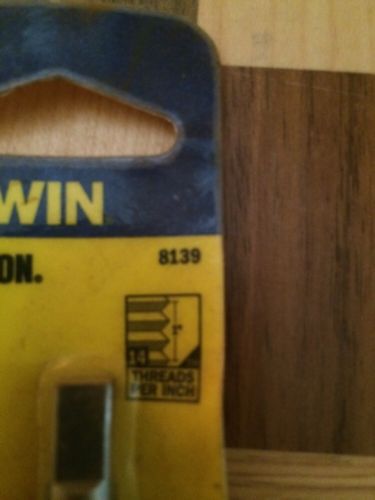 WIN
ON.
8139
1"
14
THREADS
PER INCH